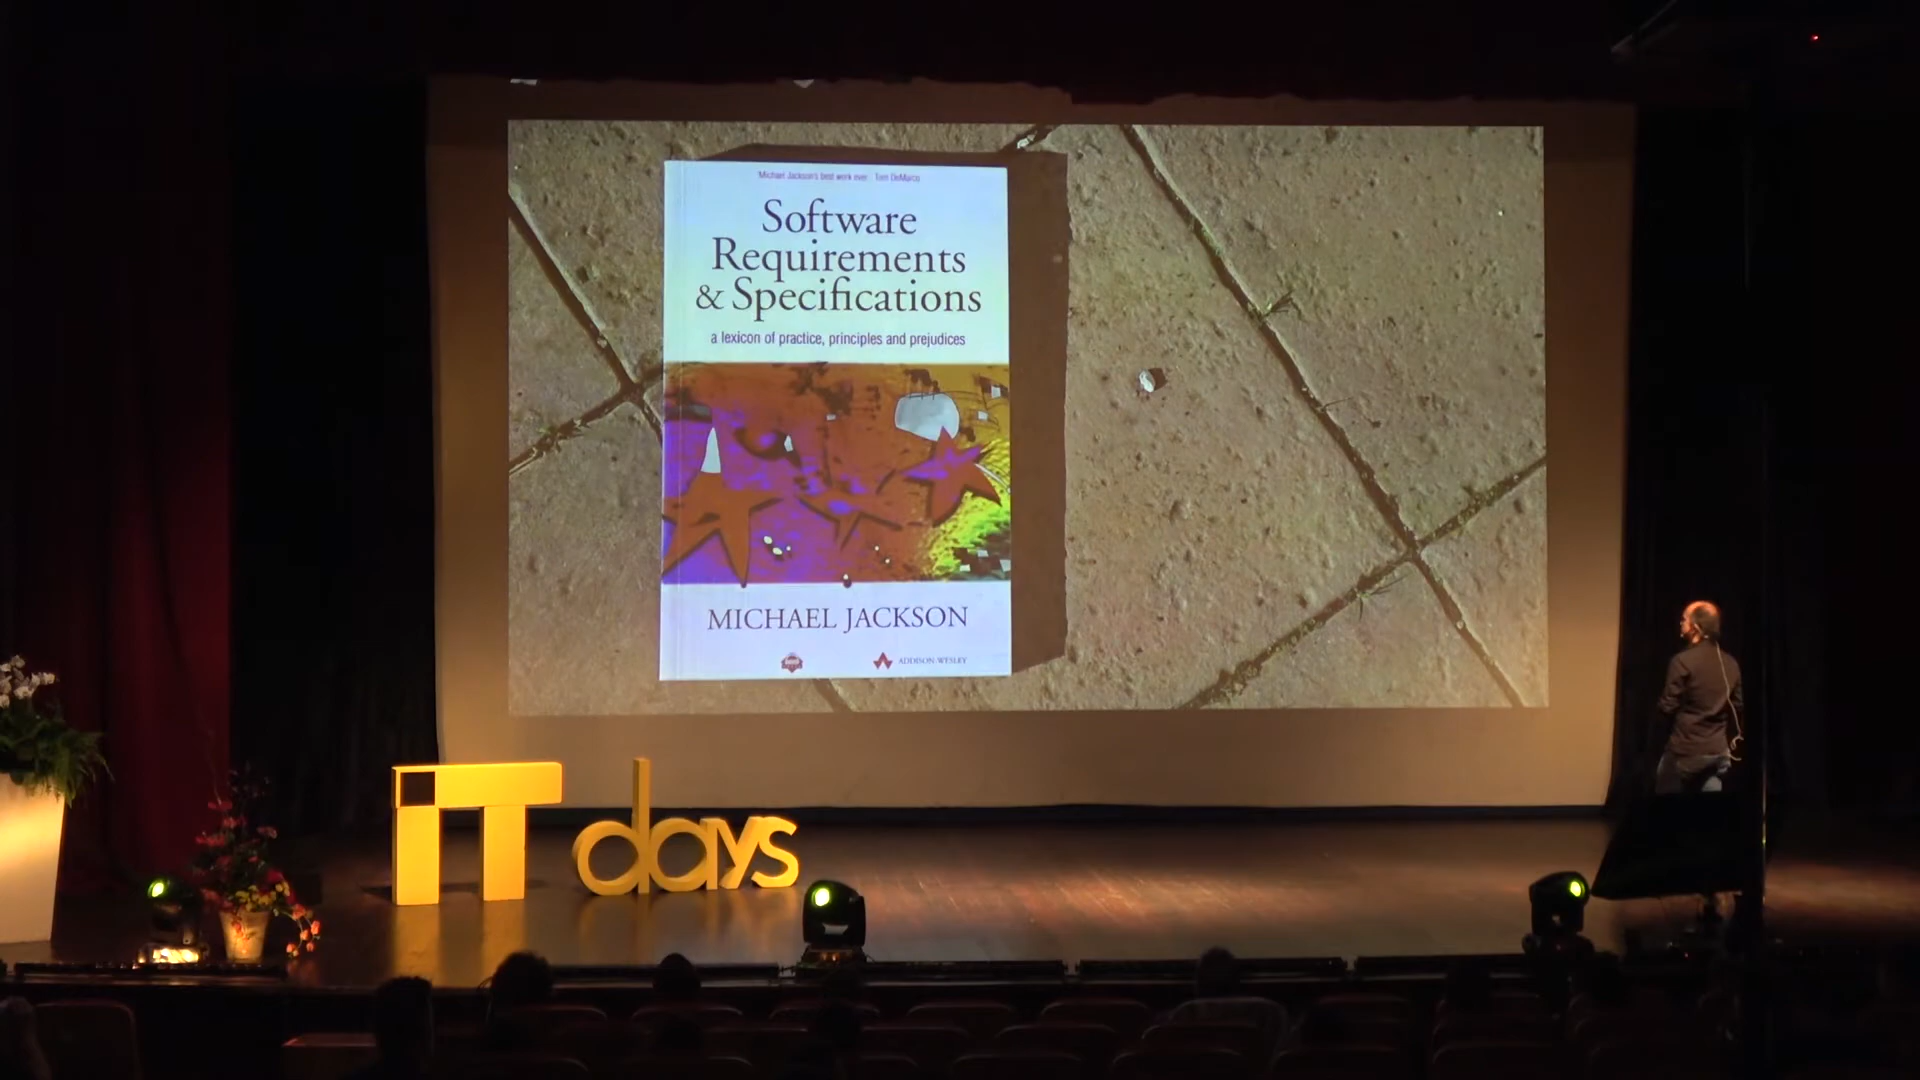 'Michael Jackson's best work ever.' Tom DeMarco
Software
Requirements
& Specifications
a lexicon of practice, principles and prejudices
MICHAEL JACKSON
ADDISON-WESLEY
iT days